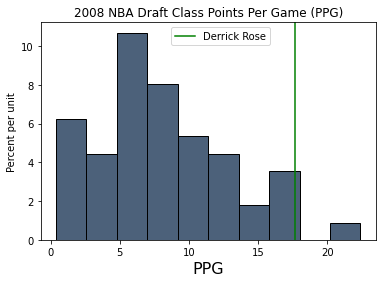 2008 NBA Draft Class Points Per Game (PPG)
Derrick Rose
Percent per unit
10
8
6
4
2
0
0 5 10 15 20
PPG